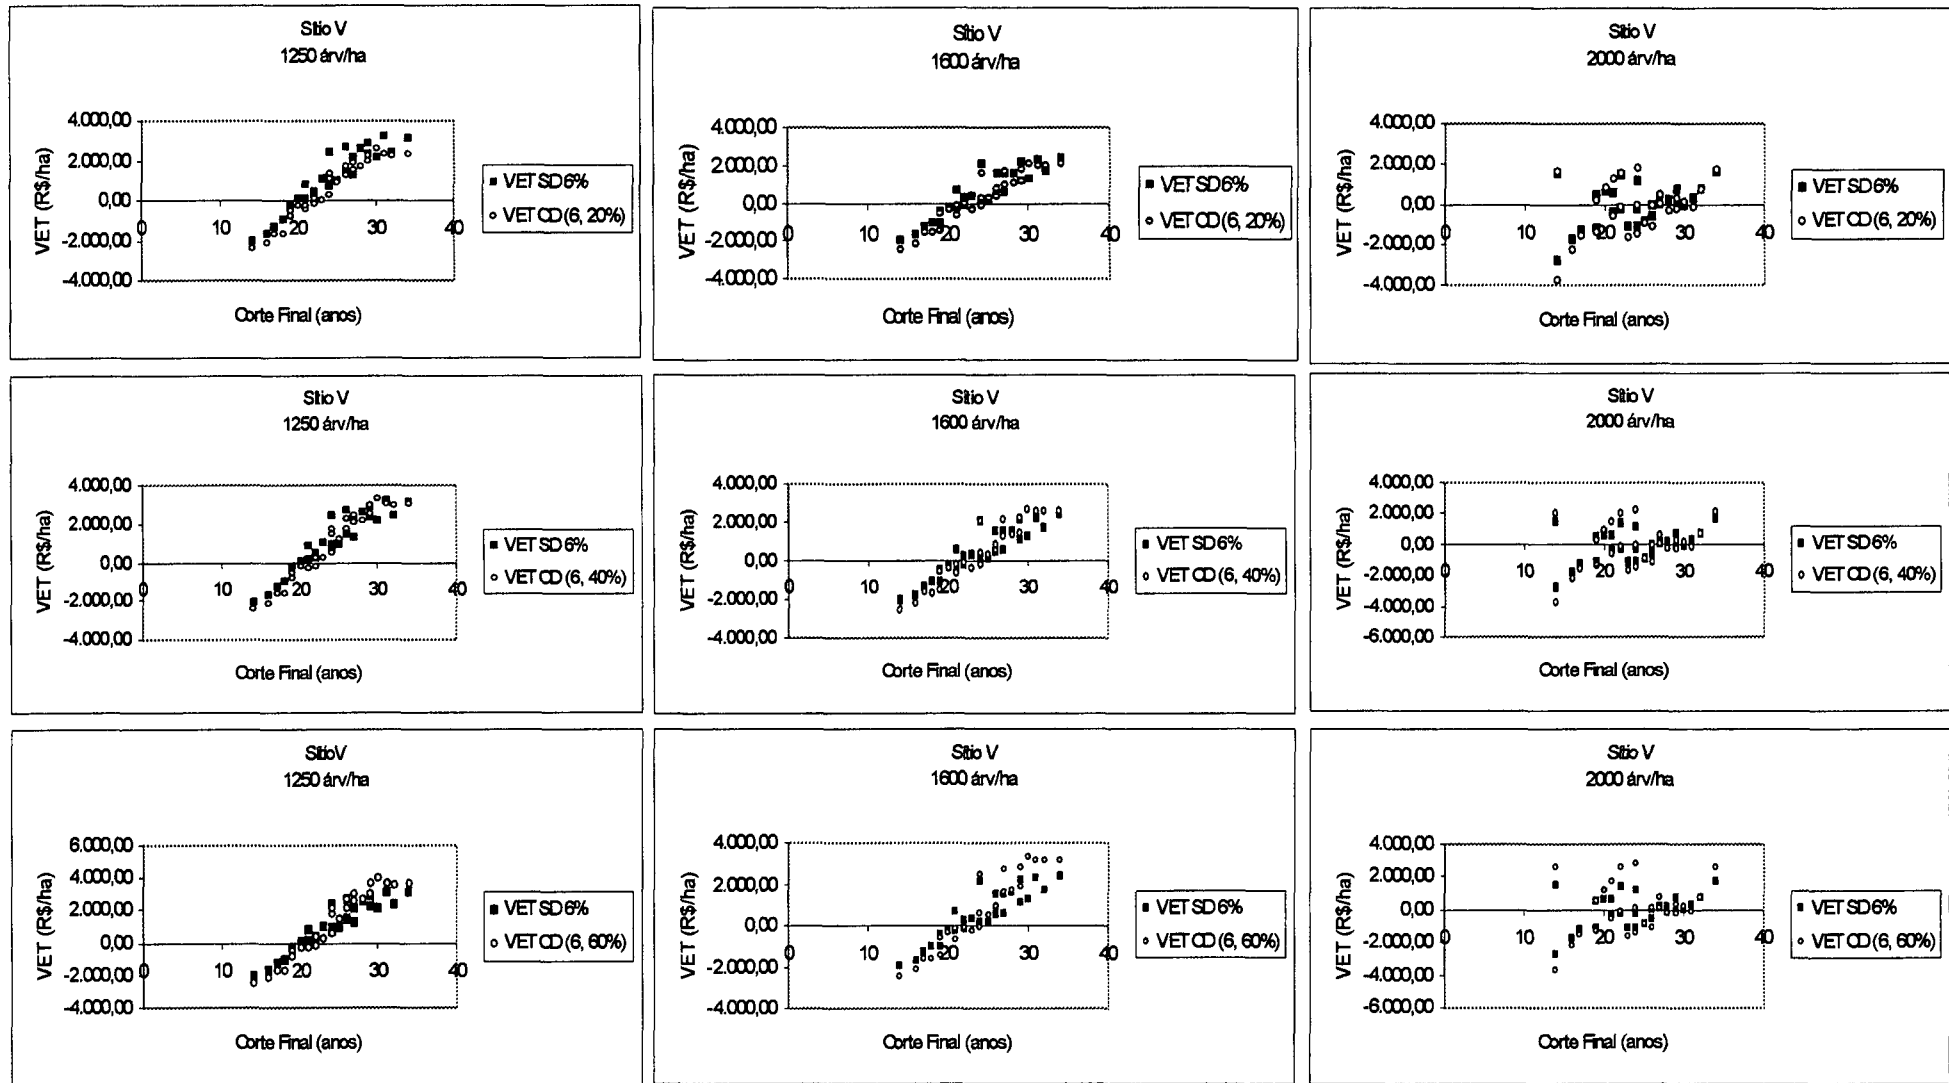 Sítio V
1250 árv/ha
VET (R$/ha)
4.000,00
2.000,00
0,00
-2.000,00
-4.000,00
0
10
20
30
40
Corte Final (anos)
VET SD 6%
VET CD (6, 20%)
Sítio V
1600 árv/ha
VET (R$/ha)
4.000,00
2.000,00
0,00
-2.000,00
-4.000,00
0
10
20
30
40
Corte Final (anos)
VET SD 6%
VET CD (6, 20%)
Sítio V
2000 árv/ha
VET (R$/ha)
4.000,00
2.000,00
0,00
-2.000,00
-4.000,00
0
10
20
30
40
Corte Final (anos)
VET SD 6%
VET CD (6, 20%)
Sítio V
1250 árv/ha
VET (R$/ha)
4.000,00
2.000,00
0,00
-2.000,00
-4.000,00
0
10
20
30
40
Corte Final (anos)
VET SD 6%
VET CD (6, 40%)
Sítio V
1600 árv/ha
VET (R$/ha)
4.000,00
2.000,00
0,00
-2.000,00
-4.000,00
0
10
20
30
40
Corte Final (anos)
VET SD 6%
VET CD (6, 40%)
Sítio V
2000 árv/ha
VET (R$/ha)
4.000,00
2.000,00
0,00
-2.000,00
-4.000,00
-6.000,00
0
10
20
30
40
Corte Final (anos)
VET SD 6%
VET CD (6, 40%)
Sítio V
1250 árv/ha
VET (R$/ha)
6.000,00
4.000,00
2.000,00
0,00
-2.000,00
-4.000,00
0
10
20
30
40
Corte Final (anos)
VET SD 6%
VET CD (6, 60%)
Sítio V
1600 árv/ha
VET (R$/ha)
4.000,00
2.000,00
0,00
-2.000,00
-4.000,00
0
10
20
30
40
Corte Final (anos)
VET SD 6%
VET CD (6, 60%)
Sítio V
2000 árv/ha
VET (R$/ha)
4.000,00
2.000,00
0,00
-2.000,00
-4.000,00
-6.000,00
0
10
20
30
40
Corte Final (anos)
VET SD 6%
VET CD (6, 60%)